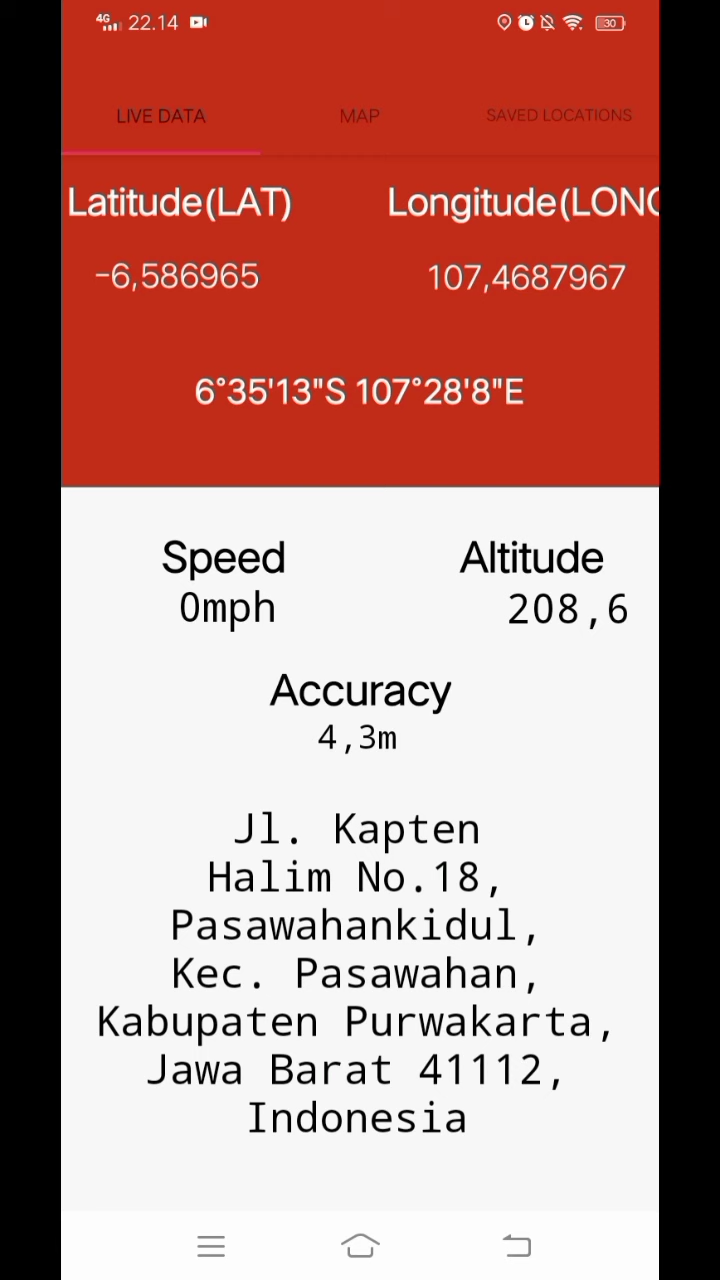 4G 22.14 30
LIVE DATA MAP SAVED LOCATIONS
Latitude(LAT) Longitude(LONG
-6,586965 107,4687967
6°35'13"S 107°28'8"E
Speed Altitude
0mph 208,6
Accuracy
4,3m
Jl. Kapten
Halim No.18,
Pasawahankidul,
Kec. Pasawahan,
Kabupaten Purwakarta,
Jawa Barat 41112,
Indonesia